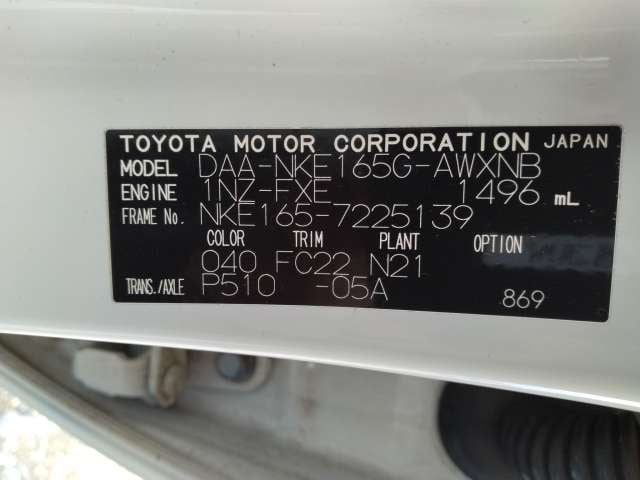 TOYOTA MOTOR CORPORATION JAPAN
MODEL DAA-NKE165G-AWXNB
ENGINE 1NZ-FXE 1496 mL
FRAME No. NKE165-7225139
COLOR TRIM PLANT OPTION
040 FC22 N21
TRANS./AXLE P510 -05A 869